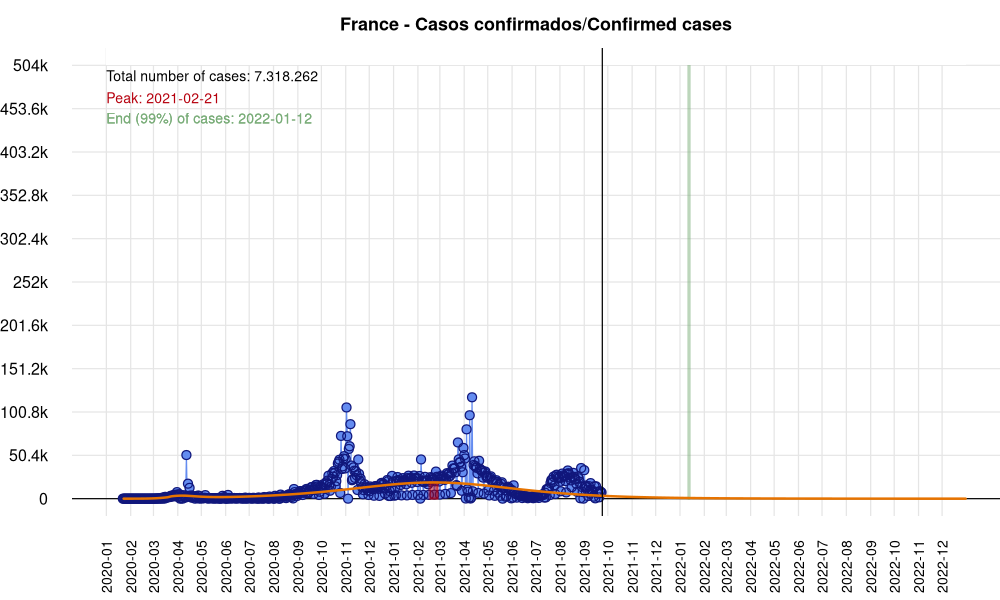 France - Casos confirmados/Confirmed cases
504k
Total number of cases: 7.318.262
Peak: 2021-02-21
453.6k
End (99%) of cases: 2022-01-12
403.2k
352.8k
302.4k
252k
201.6k
151.2k
100.8k
50.4k
0
2020-01
2020-02
2020-03
2020-04
2020-05
2020-06
2020-07
2020-08
2020-09
2020-10
2020-11
2020-12
2021-01
2021-02
2021-03
2021-04
2021-05
2021-06
2021-07
2021-08
2021-09
2021-10
2021-11
2021-12
2022-01
2022-02
2022-03
2022-04
2022-05
2022-06
2022-07
2022-08
2022-09
2022-10
2022-11
2022-12